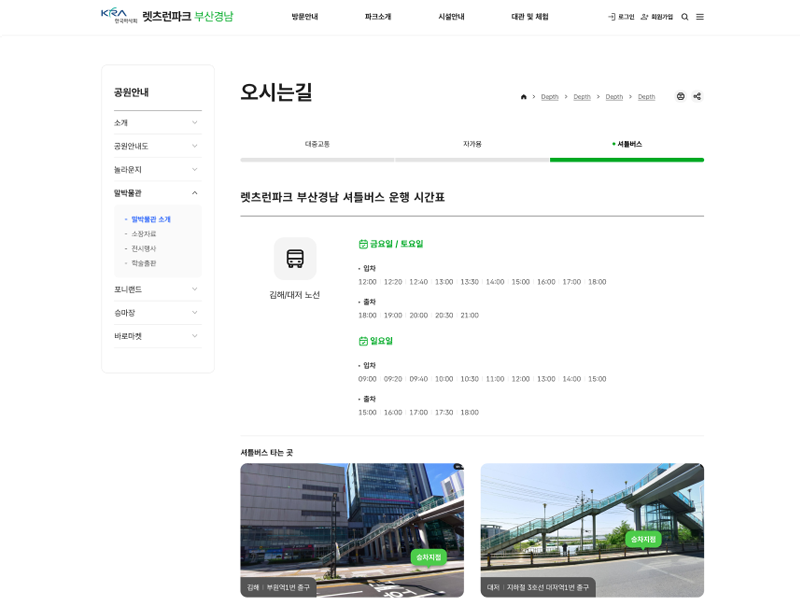 KRA 한국마사회 렛츠런파크 부산경남
방문안내 파크소개 시설안내 대관 및 체험
로그인 회원가입
공원안내
소개
공원안내도
놀라운지
말박물관
말박물관 소개
소장자료
전시행사
학술출판
포니랜드
승마장
바로마켓
오시는길
Depth Depth Depth Depth
대중교통 자가용 셔틀버스
렛츠런파크 부산경남 셔틀버스 운행 시간표
김해/대저 노선
금요일 / 토요일
입차
12:00 12:20 12:40 13:00 13:30 14:00 15:00 16:00 17:00 18:00
출차
18:00 19:00 20:00 20:30 21:00
일요일
입차
09:00 09:20 09:40 10:00 10:30 11:00 12:00 13:00 14:00 15:00
출차
15:00 16:00 17:00 17:30 18:00
셔틀버스 타는 곳
승차지점
김해 | 부원역1번 출구
승차지점
대저 | 지하철 3호선 대저역1번 출구